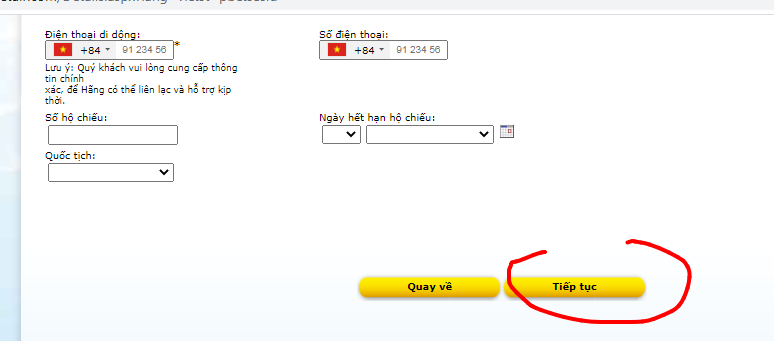 Điện thoại di động:
Số điện thoại:
+84
91 234 56
*
+84
91 234 56
Lưu ý: Quý khách vui lòng cung cấp thông
tin chính
xác, để Hãng có thể liên lạc và hỗ trợ kịp
thời.
Số hộ chiếu:
Ngày hết hạn hộ chiếu:
Quốc tịch:
Quay về
Tiếp tục